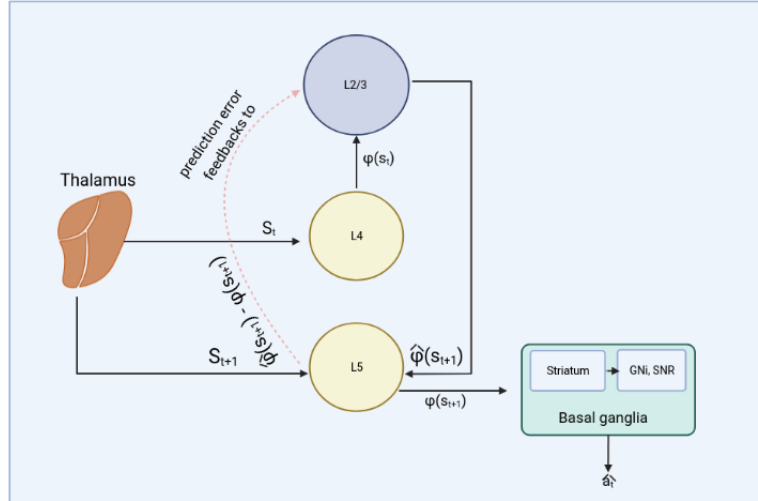 L2/3
prediction error
feedbacks to
φ(sₜ)
Thalamus
Sₜ
L4
φ̂(sₜ₊₁) - φ(sₜ₊₁)
Sₜ₊₁
L5
φ̂(sₜ₊₁)
φ(sₜ₊₁)
Striatum
GNi, SNR
Basal ganglia
âₜ